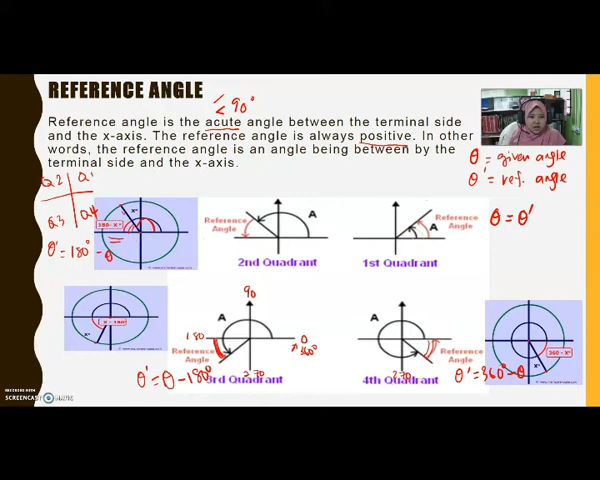 REFERENCE ANGLE
< 90°
Reference angle is the acute angle between the terminal side
and the x-axis. The reference angle is always positive. In other
words, the reference angle is an angle being between by the
terminal side and the x-axis.
θ = given angle
θ' = ref. angle
Q2 Q1
Q3 Q4
θ' = 180° - θ
X°
Reference
Angle
A
2nd Quadrant
A
Reference
Angle
1st Quadrant
θ = θ'
X°
A
90
180
0
360°
270
Reference
Angle
3rd Quadrant
θ' = θ - 180°
A
270
Reference
Angle
4th Quadrant
θ' = 360° - θ
360-X°
X°
SCREENCAST MATIC